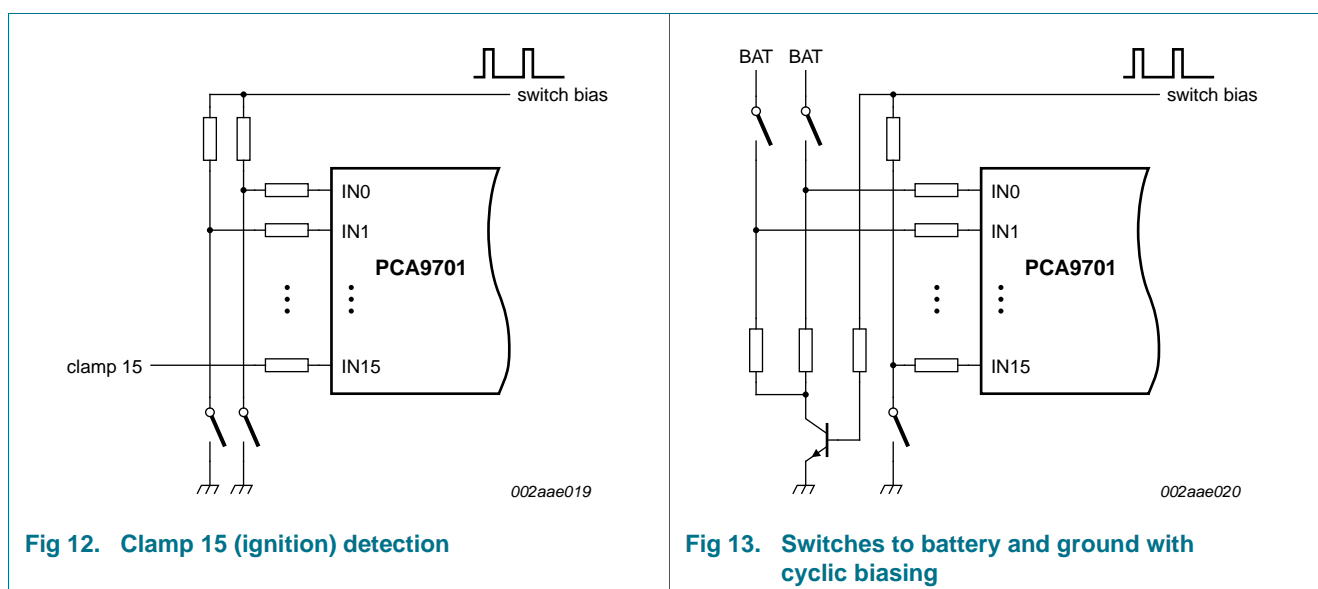 switch bias
IN0
IN1
PCA9701
clamp 15
IN15
002aae019
Fig 12. Clamp 15 (ignition) detection
BAT BAT
switch bias
IN0
IN1
PCA9701
IN15
002aae020
Fig 13. Switches to battery and ground with
cyclic biasing